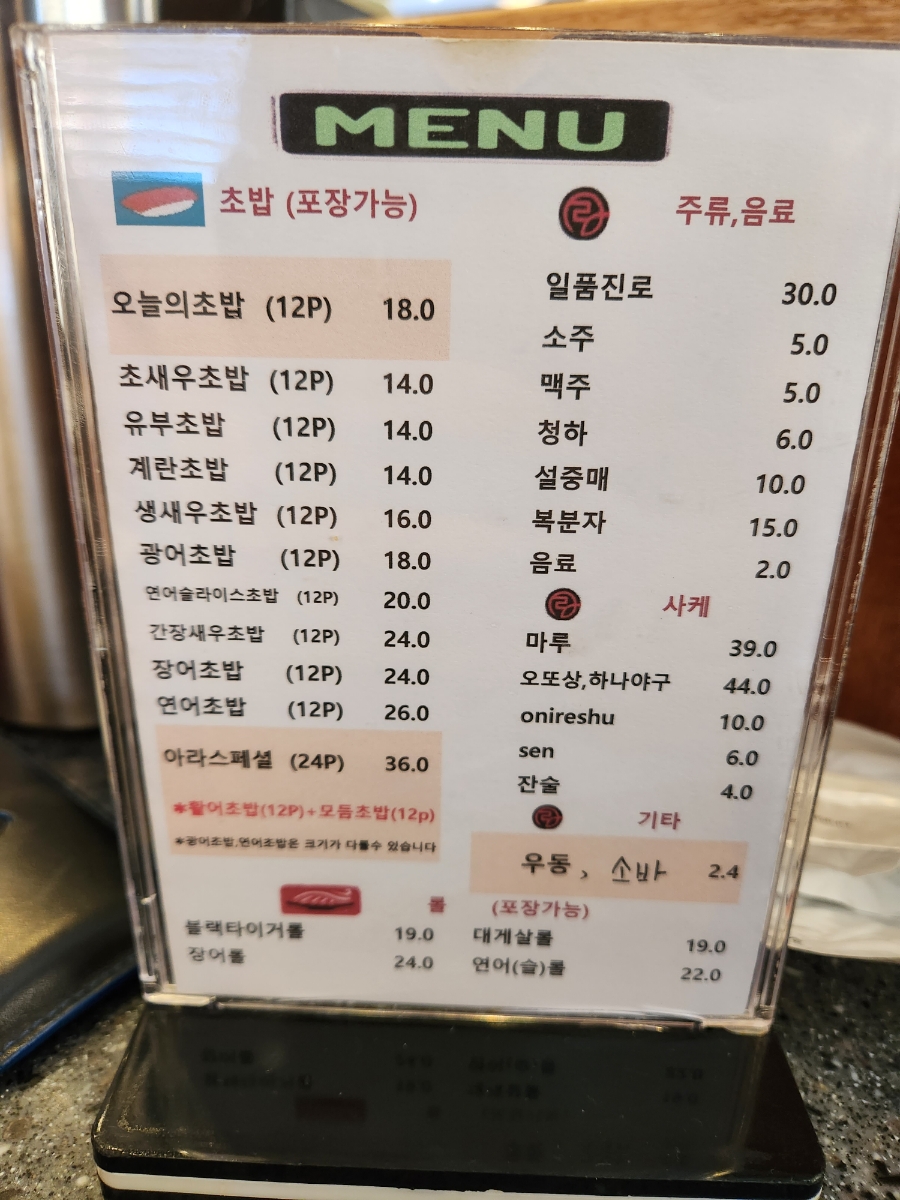 MENU
초밥 (포장가능)
오늘의초밥 (12P) 18.0
초새우초밥 (12P) 14.0
유부초밥 (12P) 14.0
계란초밥 (12P) 14.0
생새우초밥 (12P) 16.0
광어초밥 (12P) 18.0
연어슬라이스초밥 (12P) 20.0
간장새우초밥 (12P) 24.0
장어초밥 (12P) 24.0
연어초밥 (12P) 26.0
아라스페셜 (24P) 36.0
*활어초밥(12P)+모듬초밥(12p)
*광어초밥,연어초밥은 크기가 다를수 있습니다
주류,음료
일품진로 30.0
소주 5.0
맥주 5.0
청하 6.0
설중매 10.0
복분자 15.0
음료 2.0
사케
마루 39.0
오또상,하나야구 44.0
onireshu 10.0
sen 6.0
잔술 4.0
기타
우동, 소바 2.4
롤 (포장가능)
블랙타이거롤 19.0 대게살롤 19.0
장어롤 24.0 연어(슬)롤 22.0